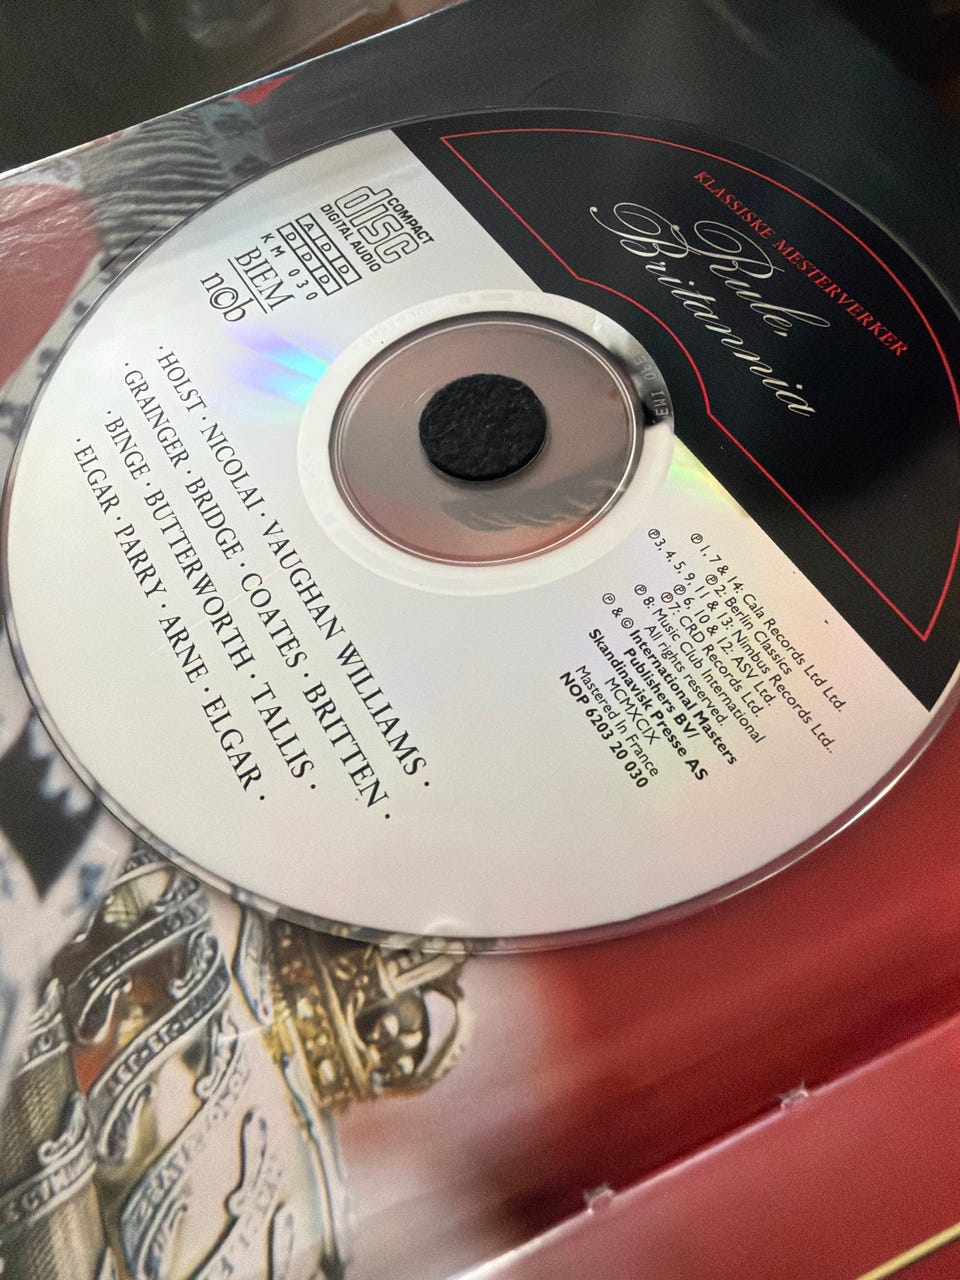 KLASSISKE MESTERVERKER
Rule,
Britannia
COMPACT
disc
DIGITAL AUDIO
ADD
DDD
KM 030
BIEM
n©b
· HOLST · NICOLAI · VAUGHAN WILLIAMS ·
· GRAINGER · BRIDGE · COATES · BRITTEN ·
· BINGE · BUTTERWORTH · TALLIS ·
· ELGAR · PARRY · ARNE · ELGAR ·
℗ 1, 7 & 14: Cala Records Ltd Ltd.
℗ 2: Berlin Classics
℗3, 4, 5, 9, 11 & 13: Nimbus Records Ltd..
℗ 6, 10 & 12: ASV Ltd.
℗7: CRD Records Ltd.
℗ 8: Music Club International
All rights reserved.
℗ & © International Masters
Publishers BV/
Skandinavisk Presse AS
MCMXCIX
Mastered in France
NOP 6203 20 030
EMI